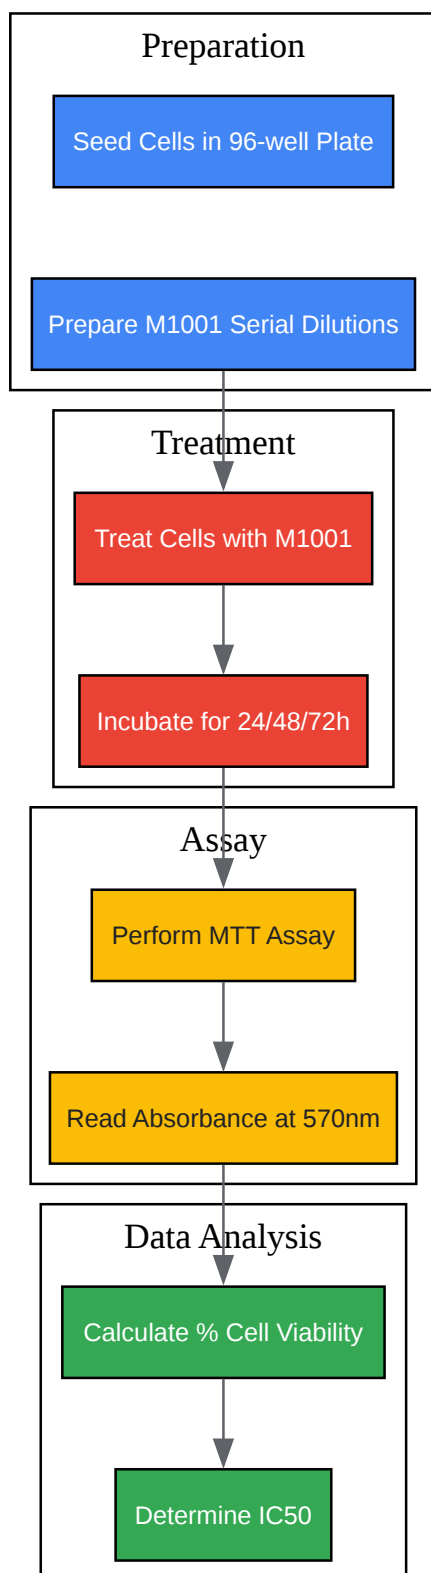 Preparation
Seed Cells in 96-well Plate
Prepare M1001 Serial Dilutions
Treatment
Treat Cells with M1001
Incubate for 24/48/72h
Assay
Perform MTT Assay
Read Absorbance at 570nm
Data Analysis
Calculate % Cell Viability
Determine IC50